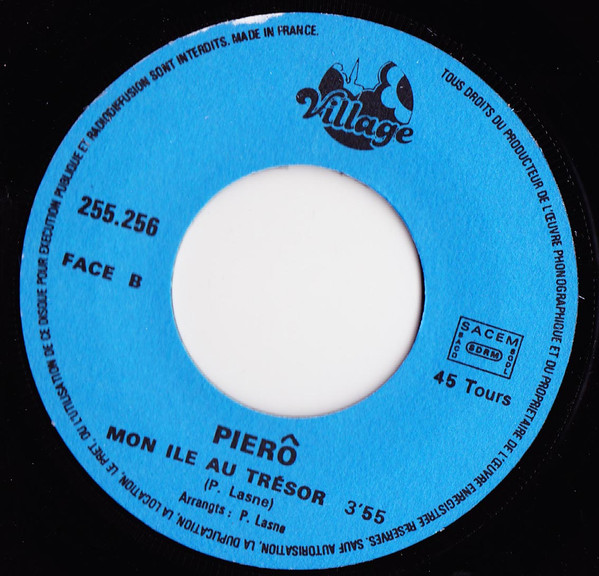 Village
255.256
FACE B
SACEM
SACD
SDRM
SGDL
45 Tours
PIERÔ
MON ILE AU TRÉSOR 3'55
(P. Lasne)
Arrangts : P. Lasne
TOUS DROITS DU PRODUCTEUR DE L'ŒUVRE PHONOGRAPHIQUE ET DU PROPRIETAIRE DE L'ŒUVRE ENREGISTREE RESERVES. SAUF AUTORISATION, LA DUPLICATION, LA LOCATION, LE PRET, OU L'UTILISATION DE CE DISQUE POUR EXECUTION PUBLIQUE ET RADIODIFFUSION SONT INTERDITS. MADE IN FRANCE.